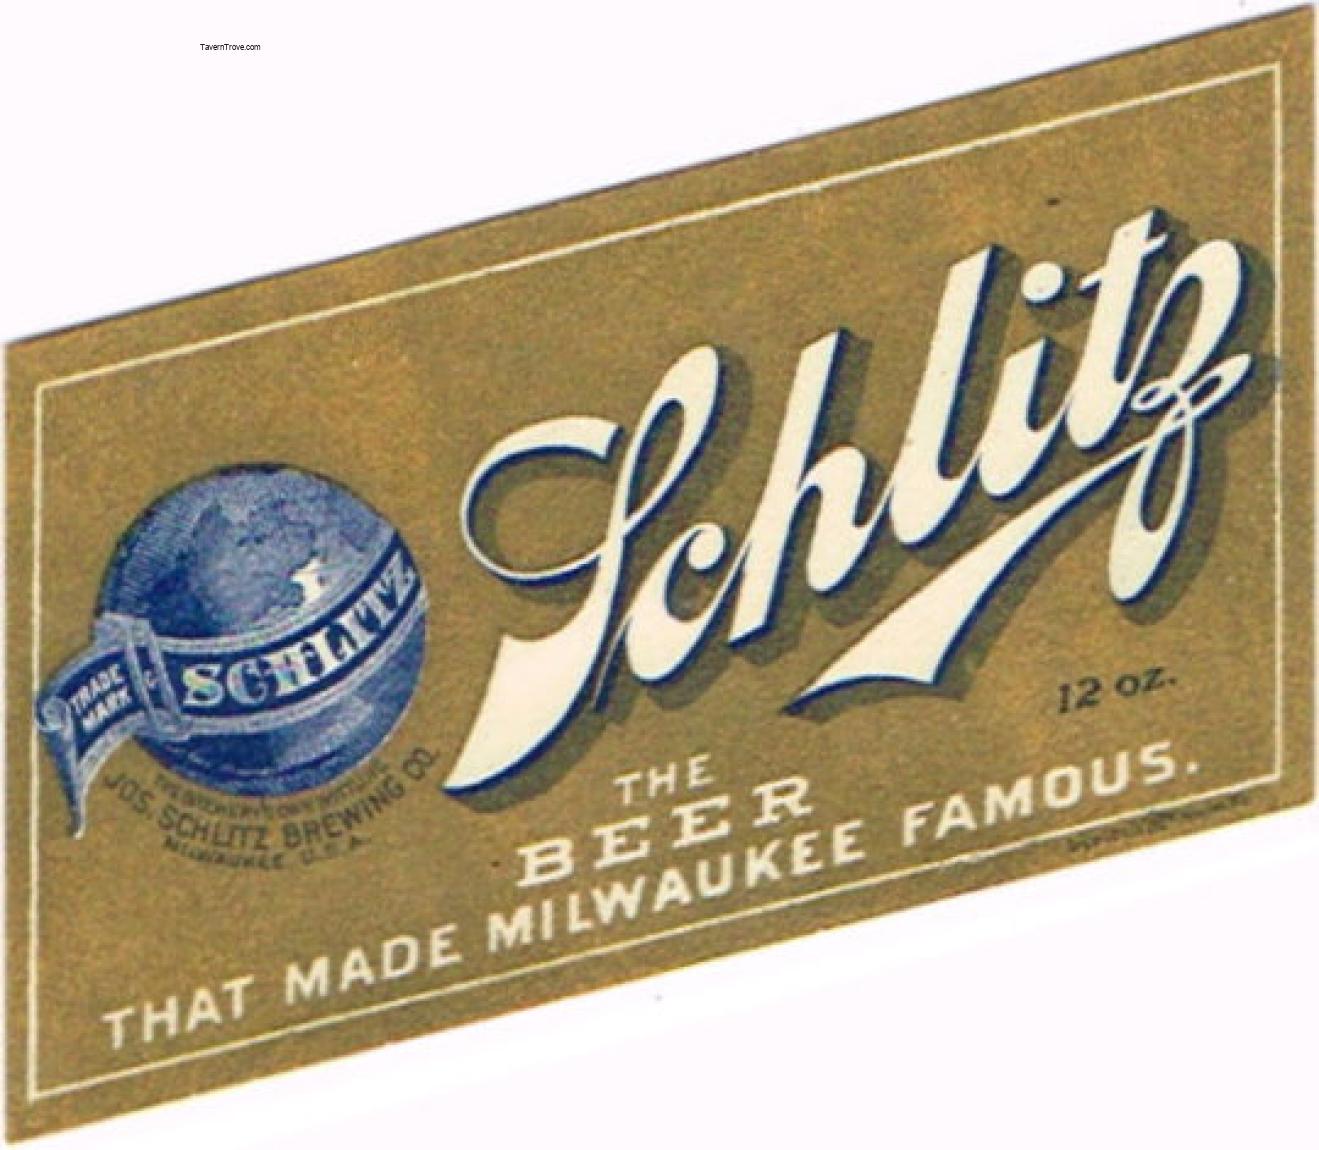 TavernTrove.com
Schlitz
SCHLITZ
TRADE
MARK
12 oz.
JOS. SCHLITZ BREWING CO.
MILWAUKEE U.S.A.
THE
BEER
THAT MADE MILWAUKEE FAMOUS.